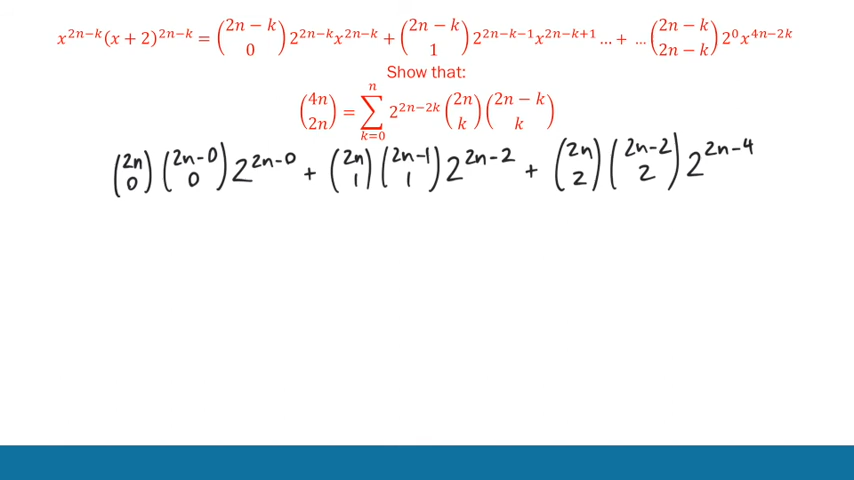 x^{2n-k}(x + 2)^{2n-k} = \binom{2n-k}{0} 2^{2n-k} x^{2n-k} + \binom{2n-k}{1} 2^{2n-k-1} x^{2n-k+1} ... + ... \binom{2n-k}{2n-k} 2^0 x^{4n-2k}
Show that:
\binom{4n}{2n} = \sum_{k=0}^{n} 2^{2n-2k} \binom{2n}{k} \binom{2n-k}{k}
\binom{2n}{0} \binom{2n-0}{0} 2^{2n-0} + \binom{2n}{1} \binom{2n-1}{1} 2^{2n-2} + \binom{2n}{2} \binom{2n-2}{2} 2^{2n-4}